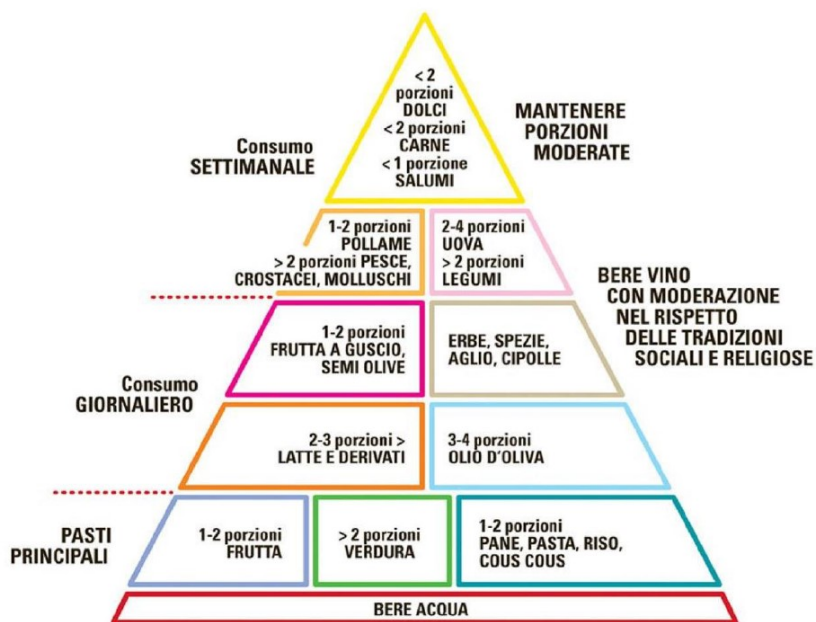 < 2
porzioni
DOLCI
< 2 porzioni
CARNE
< 1 porzione
SALUMI
Consumo
SETTIMANALE
MANTENERE
PORZIONI
MODERATE
1-2 porzioni
POLLAME
> 2 porzioni PESCE,
CROSTACEI, MOLLUSCHI
2-4 porzioni
UOVA
> 2 porzioni
LEGUMI
BERE VINO
CON MODERAZIONE
NEL RISPETTO
DELLE TRADIZIONI
SOCIALI E RELIGIOSE
1-2 porzioni
FRUTTA A GUSCIO,
SEMI OLIVE
ERBE, SPEZIE,
AGLIO, CIPOLLE
Consumo
GIORNALIERO
2-3 porzioni >
LATTE E DERIVATI
3-4 porzioni
OLIO D'OLIVA
PASTI
PRINCIPALI
1-2 porzioni
FRUTTA
> 2 porzioni
VERDURA
1-2 porzioni
PANE, PASTA, RISO,
COUS COUS
BERE ACQUA